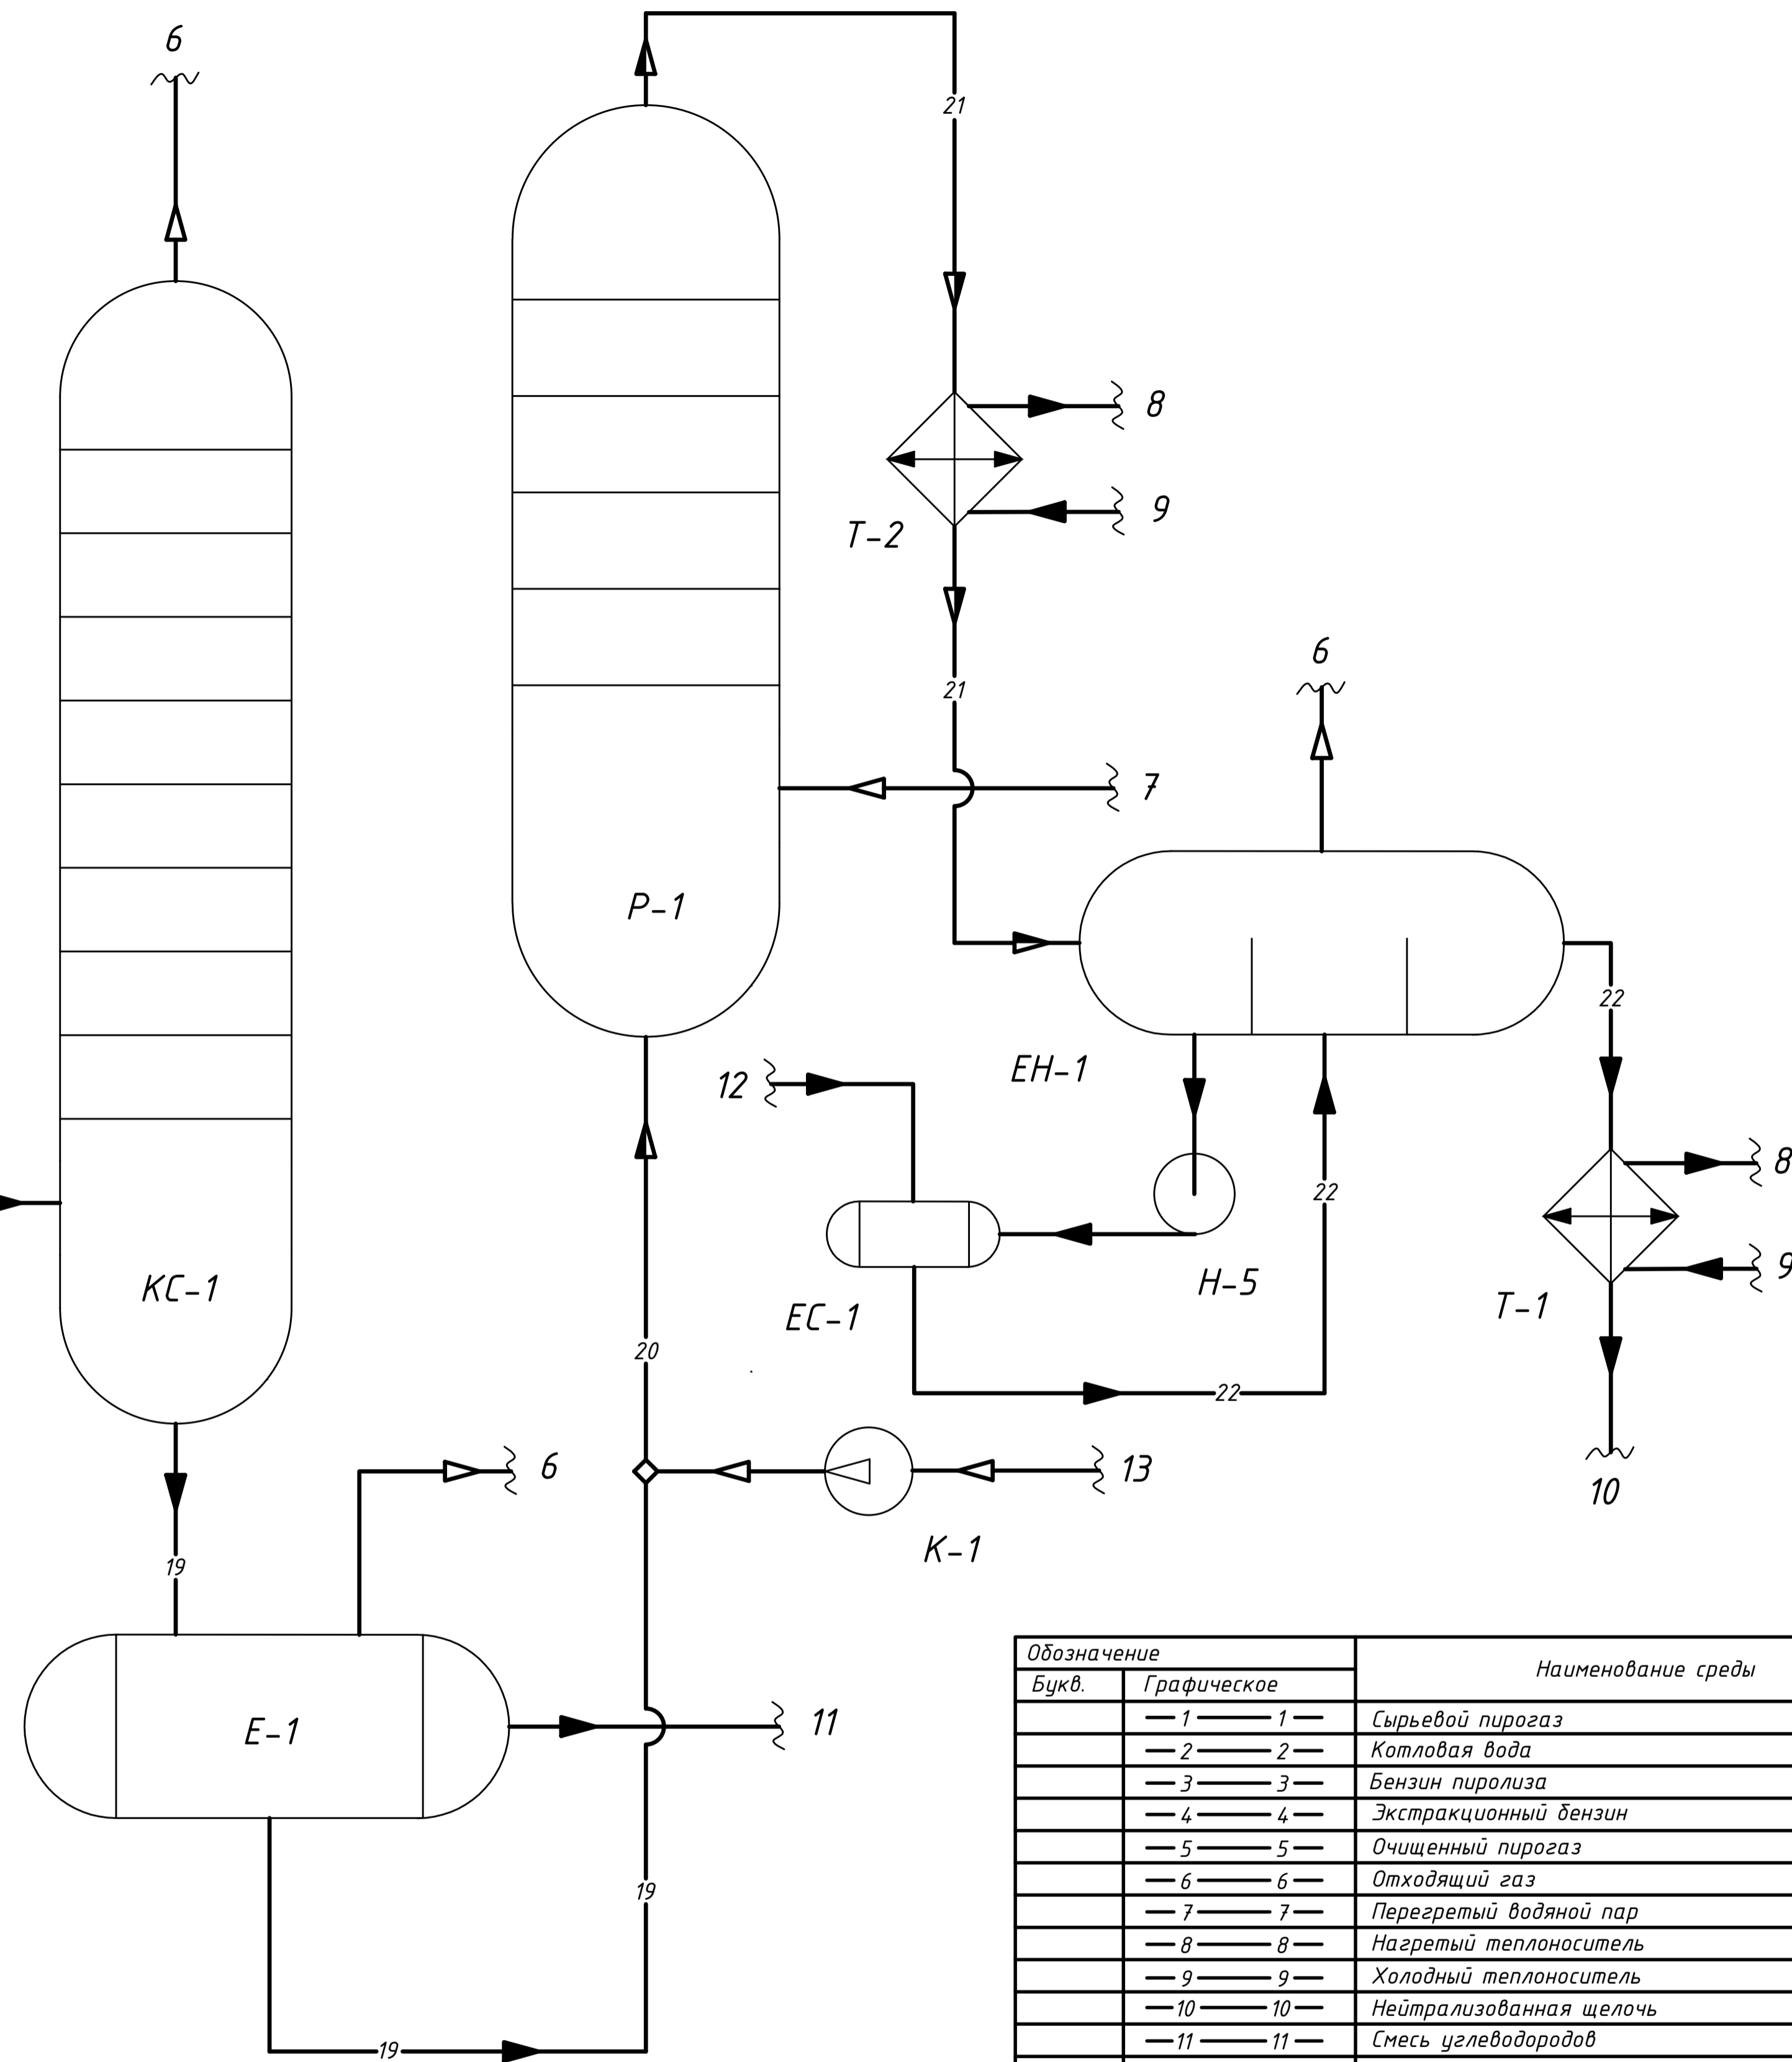 6
21
8
9
Т-2
6
21
7
Р-1
22
12
ЕН-1
8
22
9
КС-1
Н-5
Т-1
ЕС-1
20
22
6
13
10
К-1
19
11
Е-1
19
19
Обозначение
Наименование среды
Букв. Графическое
1 1 Сырьевой пирогаз
2 2 Котловая вода
3 3 Бензин пиролиза
4 4 Экстракционный бензин
5 5 Очищенный пирогаз
6 6 Отходящий газ
7 7 Перегретый водяной пар
8 8 Нагретый теплоноситель
9 9 Холодный теплоноситель
10 10 Нейтрализованная щелочь
11 11 Смесь углеводородов